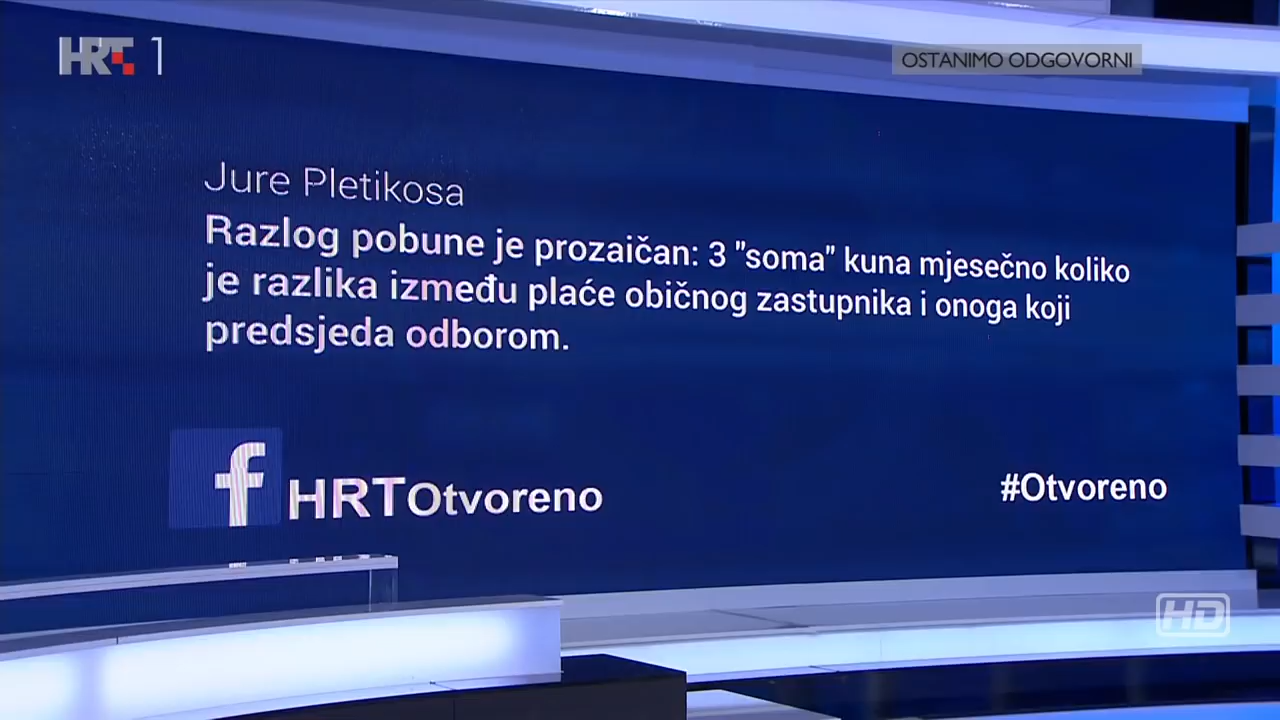 HRT 1
OSTANIMO ODGOVORNI
Jure Pletikosa
Razlog pobune je prozaičan: 3 "soma" kuna mjesečno koliko
je razlika između plaće običnog zastupnika i onoga koji
predsjeda odborom.
f HRTOtvoreno
#Otvoreno
HD